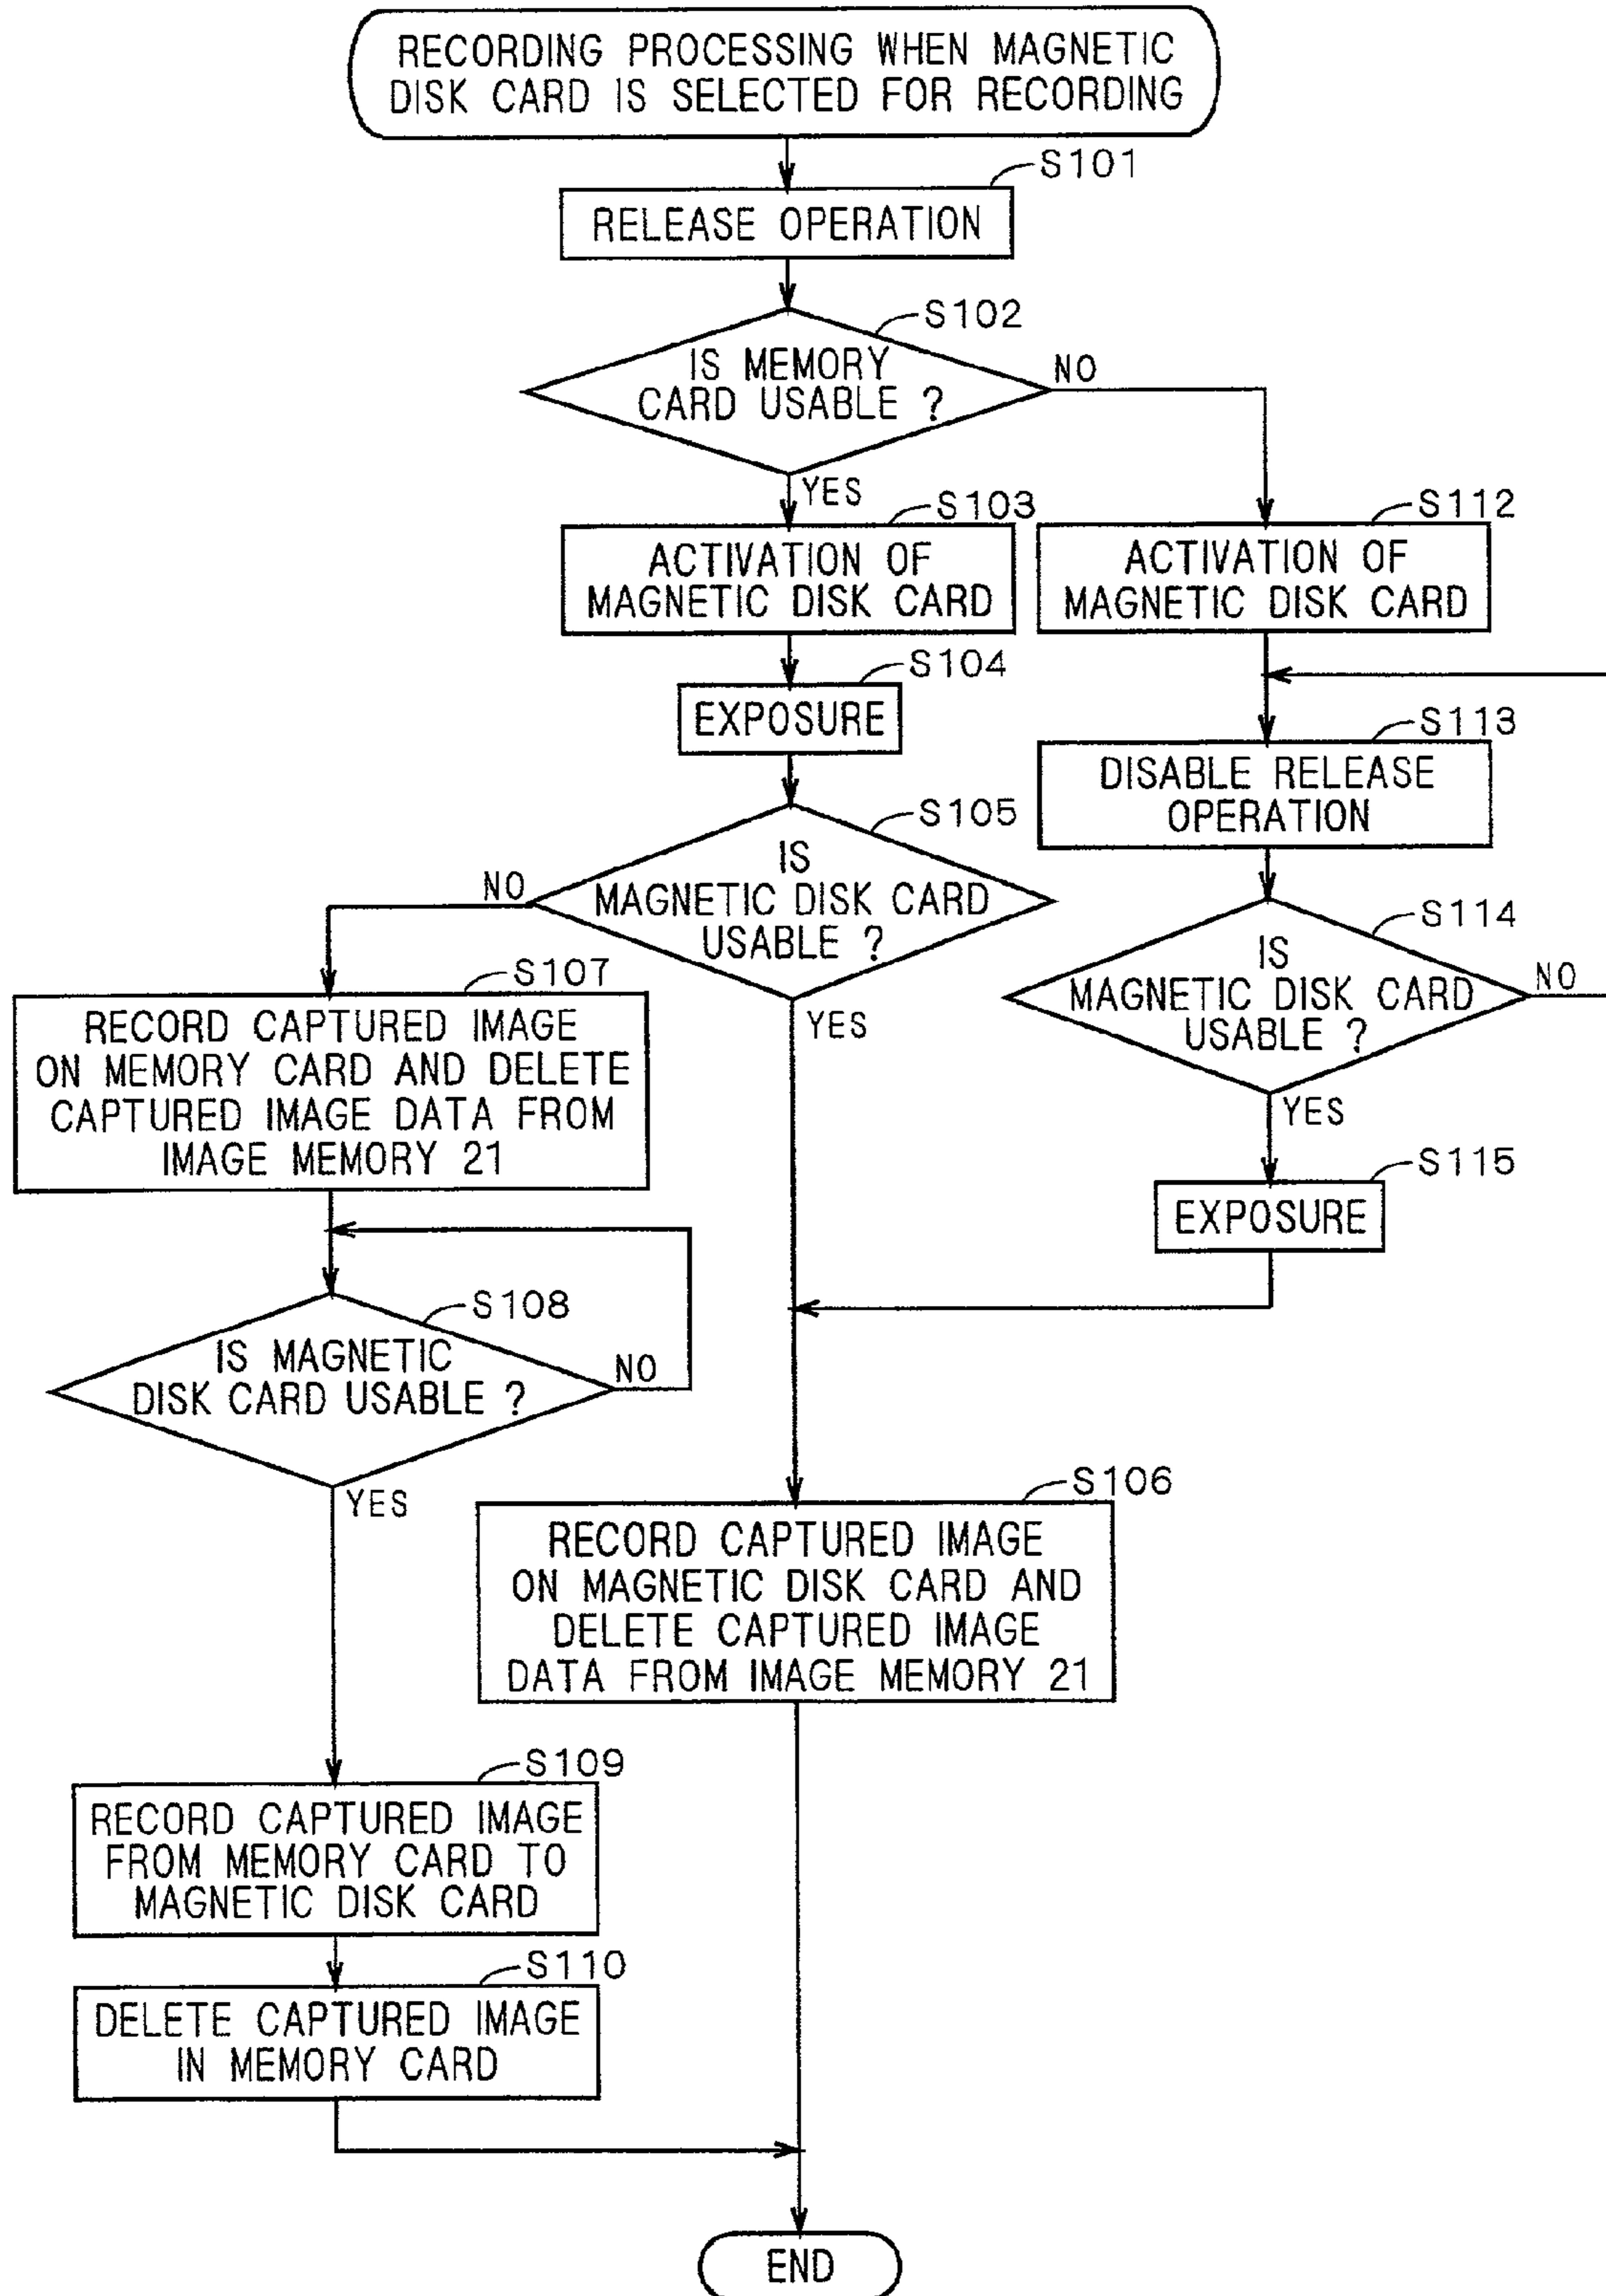 RECORDING PROCESSING WHEN MAGNETIC
DISK CARD IS SELECTED FOR RECORDING
S101
RELEASE OPERATION
S102
IS MEMORY
CARD USABLE ?
NO
YES
S103
ACTIVATION OF
MAGNETIC DISK CARD
S112
ACTIVATION OF
MAGNETIC DISK CARD
S104
EXPOSURE
S113
DISABLE RELEASE
OPERATION
S105
IS
MAGNETIC DISK CARD
USABLE ?
NO
YES
S114
IS
MAGNETIC DISK CARD
USABLE ?
NO
YES
S107
RECORD CAPTURED IMAGE
ON MEMORY CARD AND DELETE
CAPTURED IMAGE DATA FROM
IMAGE MEMORY 21
S115
EXPOSURE
S108
IS MAGNETIC
DISK CARD USABLE ?
NO
YES
S106
RECORD CAPTURED IMAGE
ON MAGNETIC DISK CARD AND
DELETE CAPTURED IMAGE
DATA FROM IMAGE MEMORY 21
S109
RECORD CAPTURED IMAGE
FROM MEMORY CARD TO
MAGNETIC DISK CARD
S110
DELETE CAPTURED IMAGE
IN MEMORY CARD
END